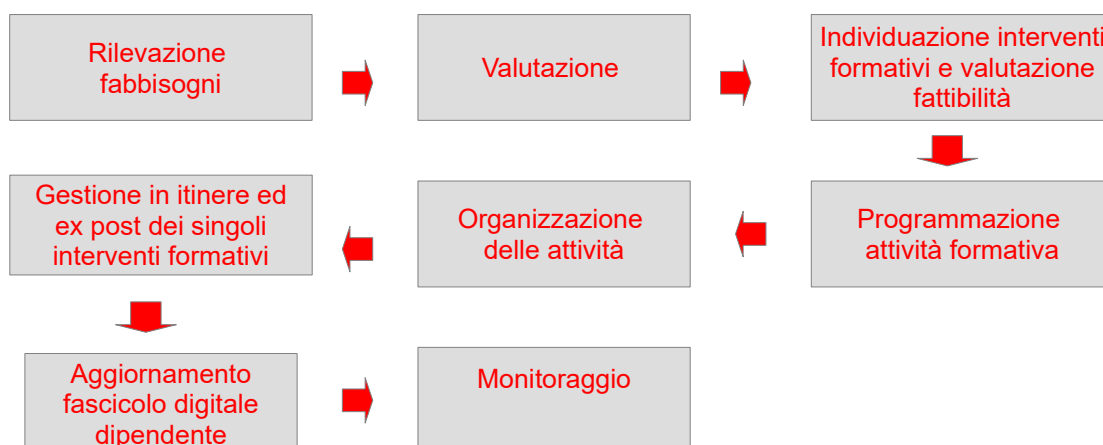 Rilevazione
fabbisogni
Valutazione
Individuazione interventi
formativi e valutazione
fattibilità
Programmazione
attività formativa
Organizzazione
delle attività
Gestione in itinere ed
ex post dei singoli
interventi formativi
Aggiornamento
fascicolo digitale
dipendente
Monitoraggio